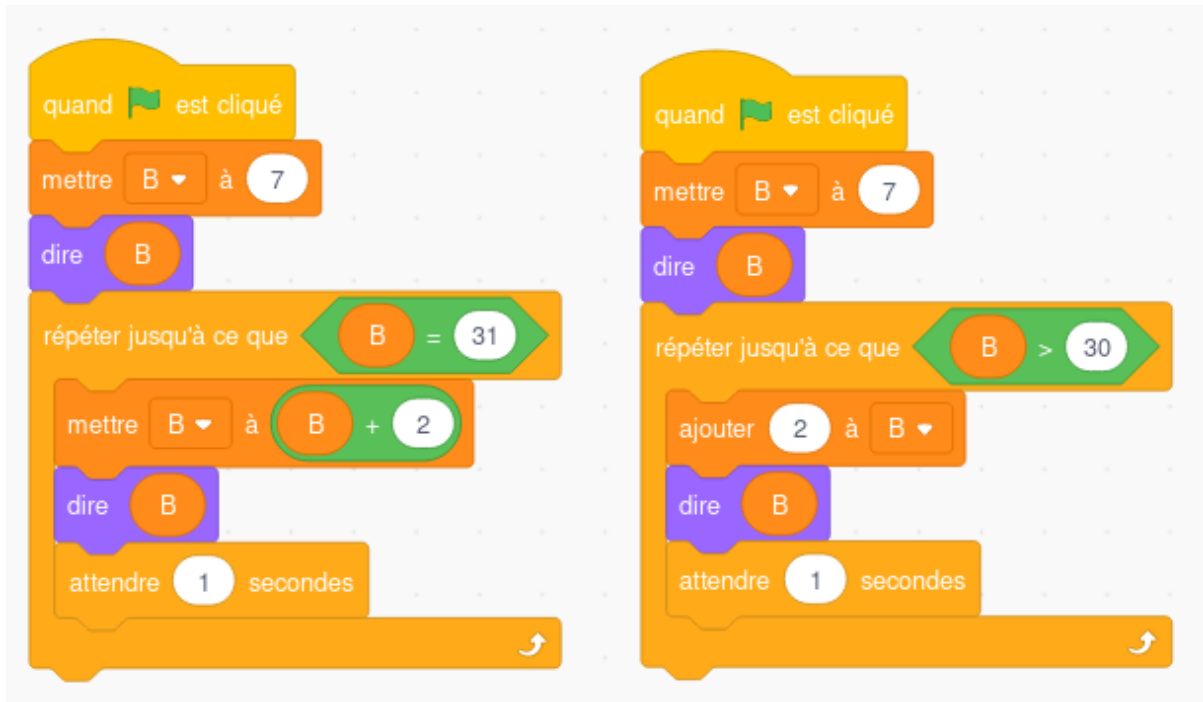 quand est cliqué
mettre B à 7
dire B
répéter jusqu'à ce que B = 31
mettre B à B + 2
dire B
attendre 1 secondes
quand est cliqué
mettre B à 7
dire B
répéter jusqu'à ce que B > 30
ajouter 2 à B
dire B
attendre 1 secondes